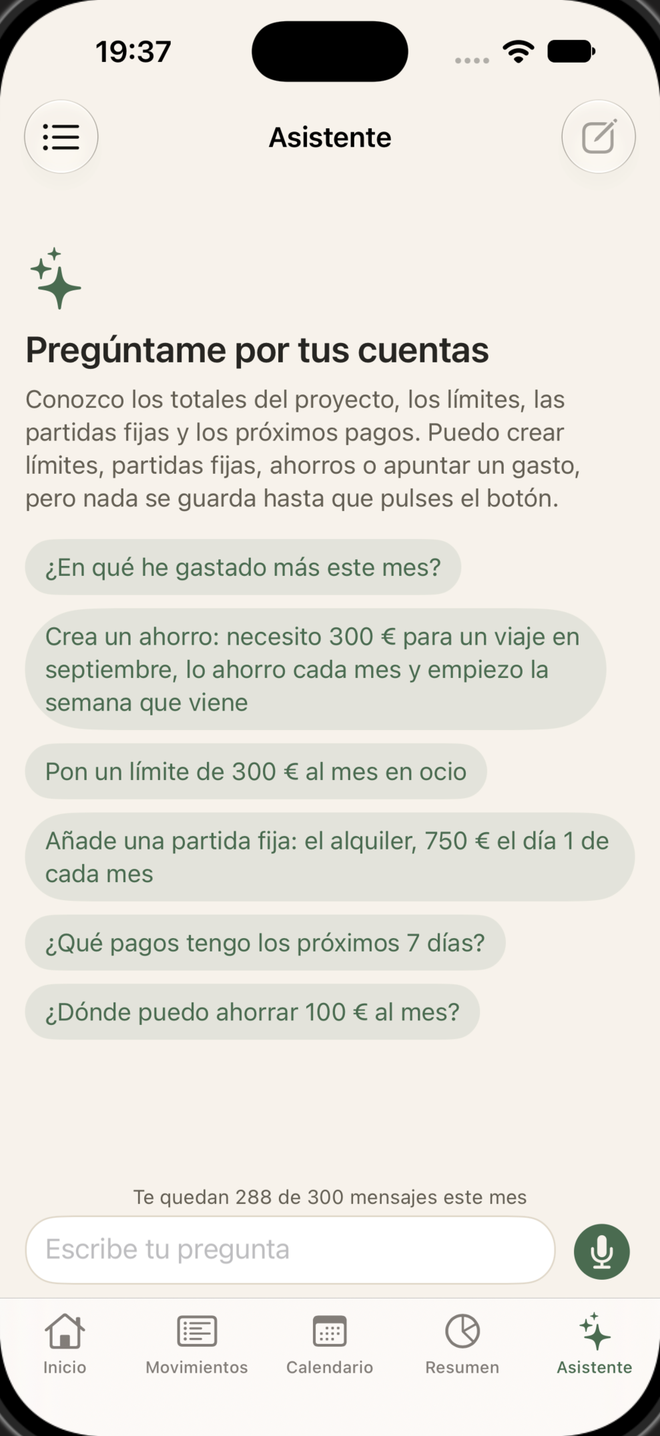 19:37
Asistente
Pregúntame por tus cuentas
Conozco los totales del proyecto, los límites, las
partidas fijas y los próximos pagos. Puedo crear
límites, partidas fijas, ahorros o apuntar un gasto,
pero nada se guarda hasta que pulses el botón.
¿En qué he gastado más este mes?
Crea un ahorro: necesito 300 € para un viaje en
septiembre, lo ahorro cada mes y empiezo la
semana que viene
Pon un límite de 300 € al mes en ocio
Añade una partida fija: el alquiler, 750 € el día 1 de
cada mes
¿Qué pagos tengo los próximos 7 días?
¿Dónde puedo ahorrar 100 € al mes?
Te quedan 288 de 300 mensajes este mes
Escribe tu pregunta
Inicio
Movimientos
Calendario
Resumen
Asistente